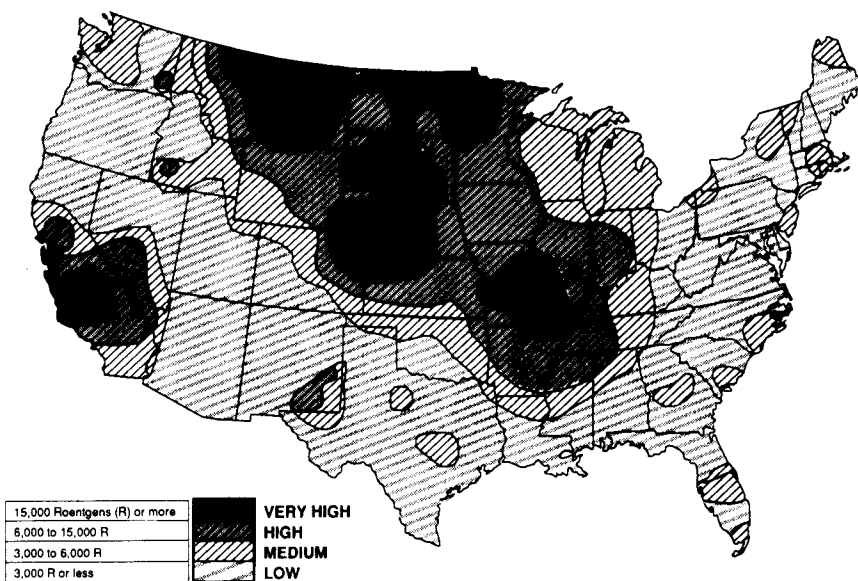 15,000 Roentgens (R) or more
VERY HIGH
6,000 to 15,000 R
HIGH
3,000 to 6,000 R
MEDIUM
3,000 R or less
LOW